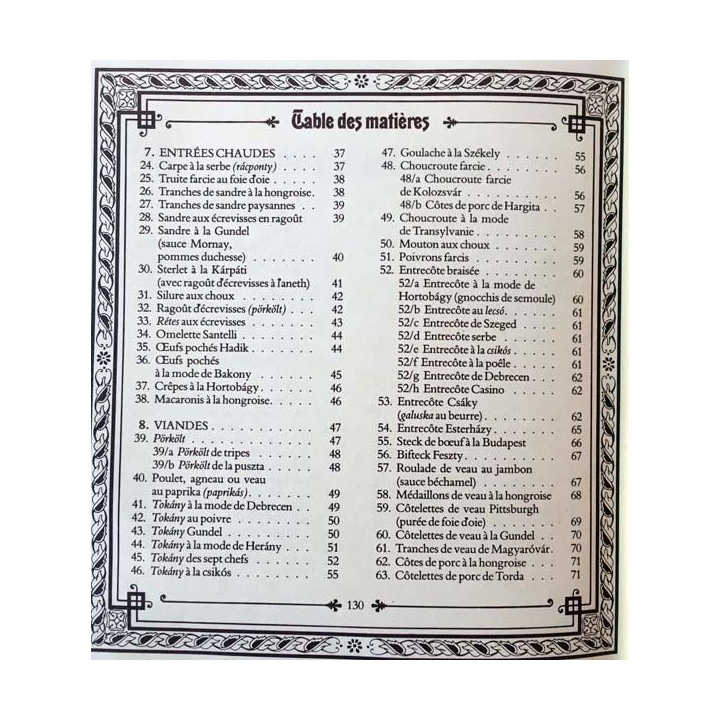 Table des matières
7. ENTRÉES CHAUDES . . . . 37
24. Carpe à la serbe (rácponty) . . 37
25. Truite farcie au foie d'oie . . . . 38
26. Tranches de sandre à la hongroise . 38
27. Tranches de sandre paysannes . . 39
28. Sandre aux écrevisses en ragoût 39
29. Sandre à la Gundel
(sauce Mornay,
pommes duchesse) . . . . . . . 40
30. Sterlet à la Kárpáti
(avec ragoût d'écrevisses à l'aneth) 41
31. Silure aux choux . . . . . . . . 42
32. Ragoût d'écrevisses (pörkölt) . . . 42
33. Rétes aux écrevisses . . . . . . 43
34. Omelette Santelli . . . . . . . . 44
35. Œufs pochés Hadik . . . . . . . 44
36. Œufs pochés
à la mode de Bakony . . . . . . 45
37. Crêpes à la Hortobágy . . . . . . 46
38. Macaronis à la hongroise . . . . . 46
8. VIANDES . . . . . . . . . . 47
39. Pörkölt . . . . . . . . . . . . 47
39/a Pörkölt de tripes . . . . . 48
39/b Pörkölt de la puszta . . . . 48
40. Poulet, agneau ou veau
au paprika (paprikás) . . . . . . 49
41. Tokány à la mode de Debrecen . . 49
42. Tokány au poivre . . . . . . . . 50
43. Tokány Gundel . . . . . . . . . 50
44. Tokány à la mode de Herány . . . 51
45. Tokány des sept chefs . . . . . . 52
46. Tokány à la csikós . . . . . . . . 55
47. Goulache à la Székely . . . . . . 55
48. Choucroute farcie . . . . . . . . 56
48/a Choucroute farcie
de Kolozsvár . . . . . . . . . 56
48/b Côtes de porc de Hargita . . 57
49. Choucroute à la mode
de Transylvanie . . . . . . . . . 58
50. Mouton aux choux . . . . . . . 59
51. Poivrons farcis . . . . . . . . . 59
52. Entrecôte braisée . . . . . . . . 60
52/a Entrecôte à la mode de
Hortobágy (gnocchis de semoule) 60
52/b Entrecôte au lecsó . . . . . 61
52/c Entrecôte de Szeged . . . . 61
52/d Entrecôte serbe . . . . . . 61
52/e Entrecôte à la csikós . . . . 61
52/f Entrecôte à la poêle . . . . 61
52/g Entrecôte de Debrecen . . . 62
52/h Entrecôte Casino . . . . . 62
53. Entrecôte Csáky
(galuska au beurre) . . . . . . . . 62
54. Entrecôte Esterházy . . . . . . . 65
55. Steck de bœuf à la Budapest . . . 66
56. Bifteck Feszty . . . . . . . . . . 67
57. Roulade de veau au jambon
(sauce béchamel) . . . . . . . . 67
58. Médaillons de veau à la hongroise 68
59. Côtelettes de veau Pittsburgh
(purée de foie d'oie) . . . . . . . 69
60. Côtelettes de veau à la Gundel . . 70
61. Tranches de veau de Magyaróvár . 70
62. Côtes de porc à la hongroise . . . 71
63. Côtelettes de porc de Torda . . . 71
130